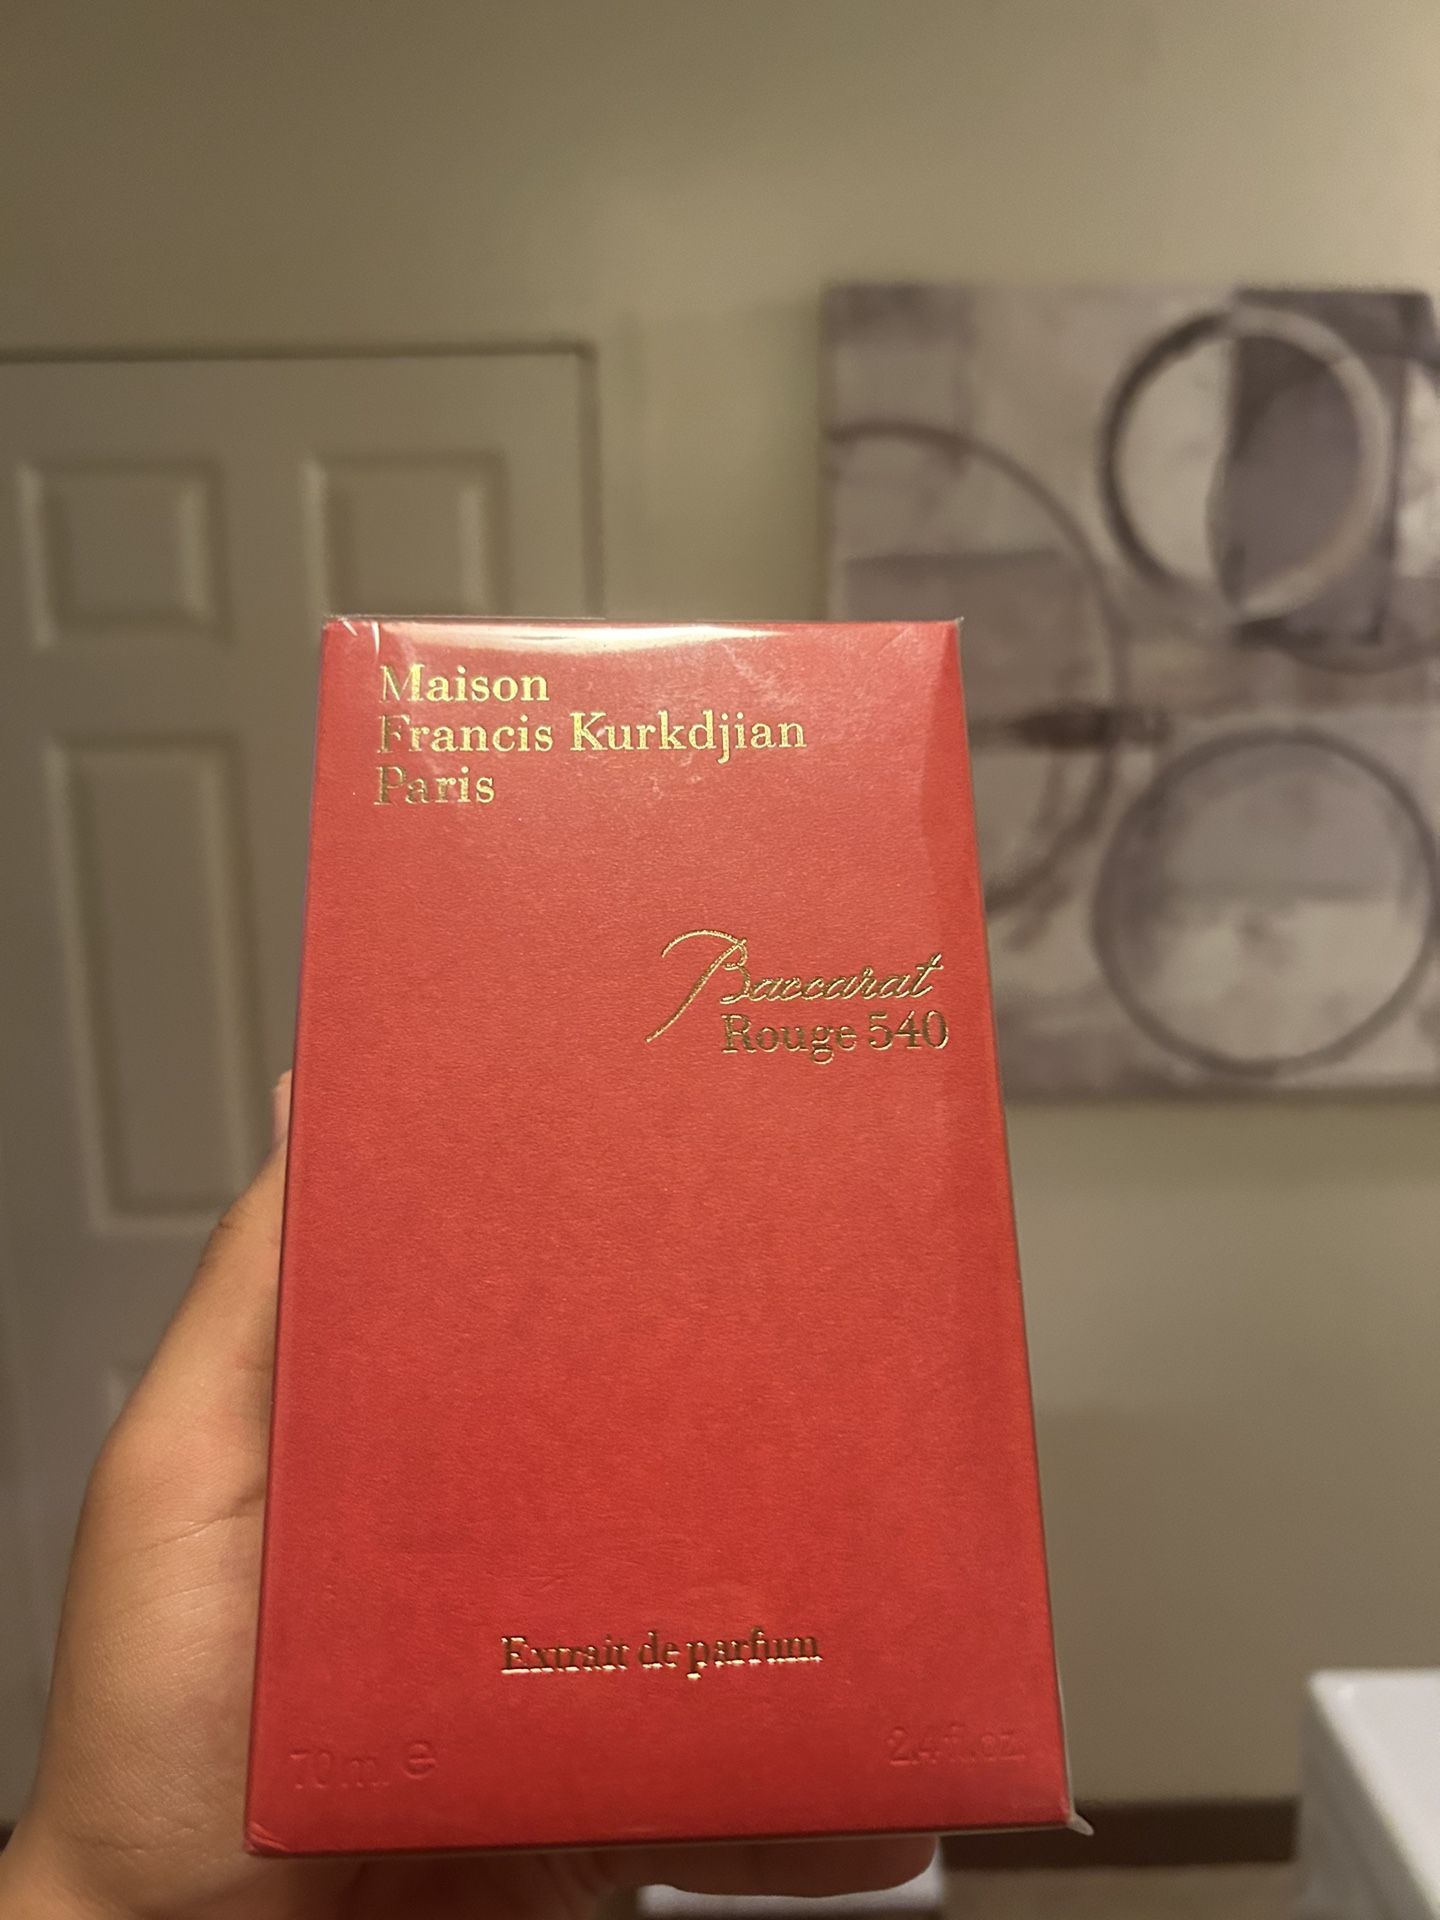 Maison
Francis Kurkdjian
Paris
Baccarat
Rouge 540
Extrait de parfum
70 ml ℮ 2.4 fl.oz.